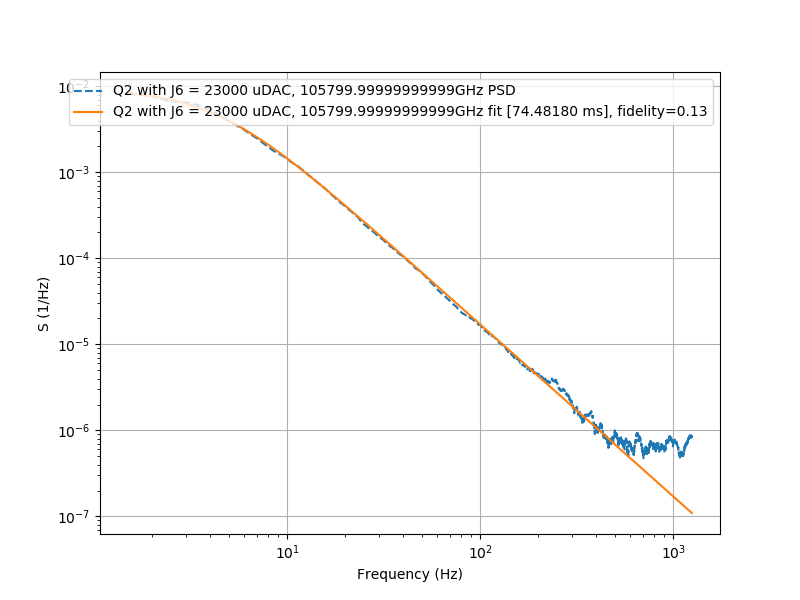 Q2 with J6 = 23000 uDAC, 105799.99999999999GHz PSD
Q2 with J6 = 23000 uDAC, 105799.99999999999GHz fit [74.48180 ms], fidelity=0.13
S (1/Hz)
10⁻²
10⁻³
10⁻⁴
10⁻⁵
10⁻⁶
10⁻⁷
10¹ 10² 10³
Frequency (Hz)